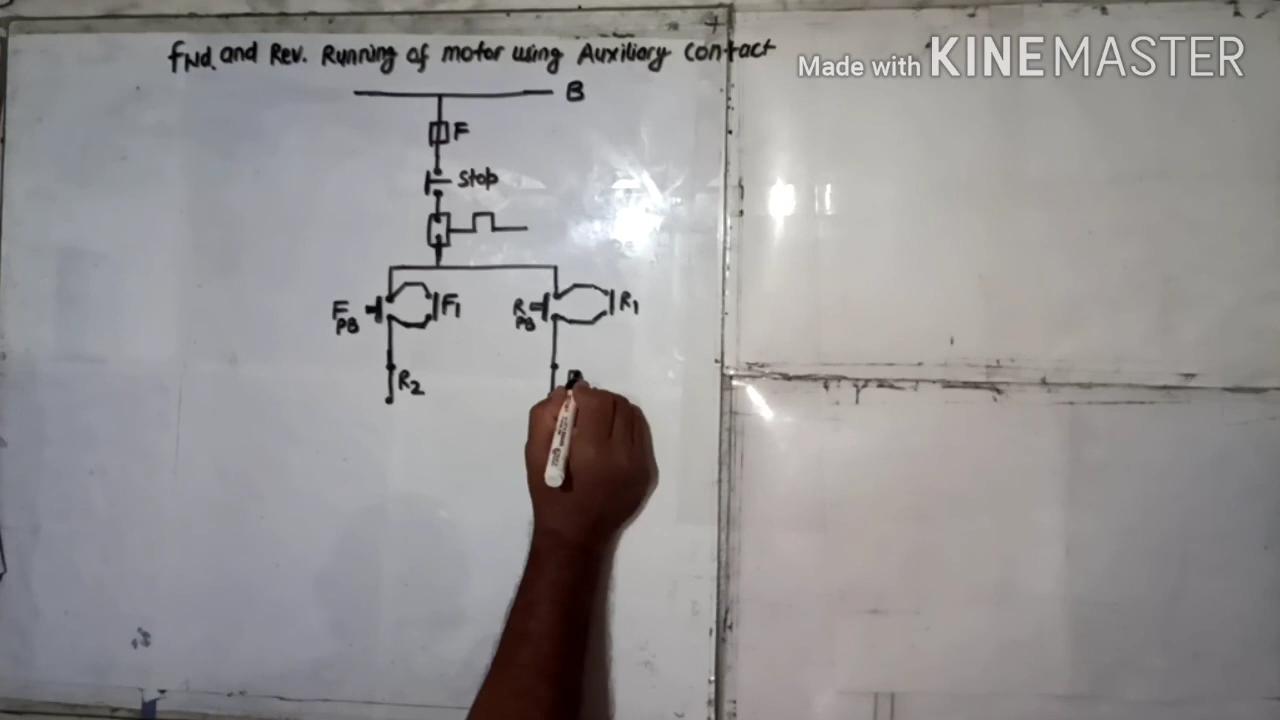 fwd. and Rev. Running of motor using Auxiliary contact
Made with KINEMASTER
B
F
stop
F PB
F1
R PB
R1
R2